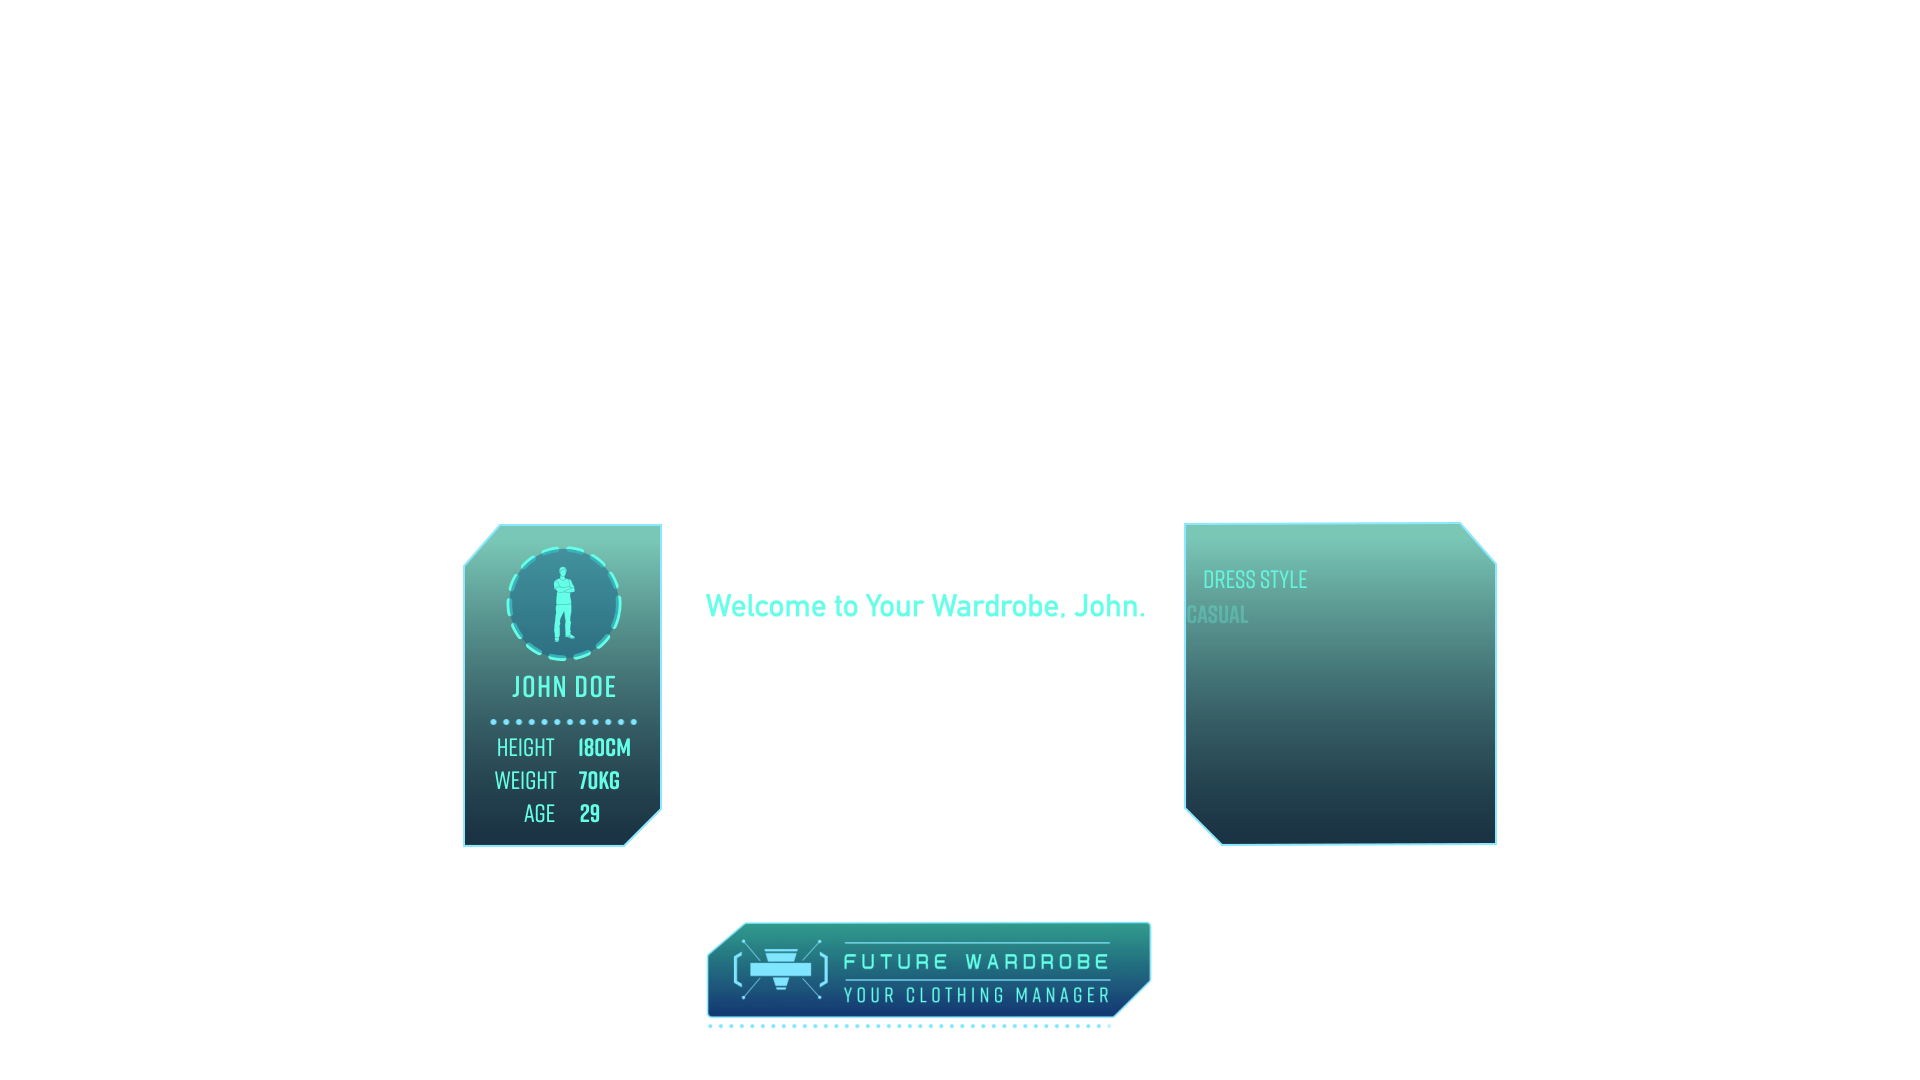 JOHN DOE
HEIGHT 180CM
WEIGHT 70KG
AGE 29
Welcome to Your Wardrobe, John.
DRESS STYLE
CASUAL
FUTURE WARDROBE
YOUR CLOTHING MANAGER